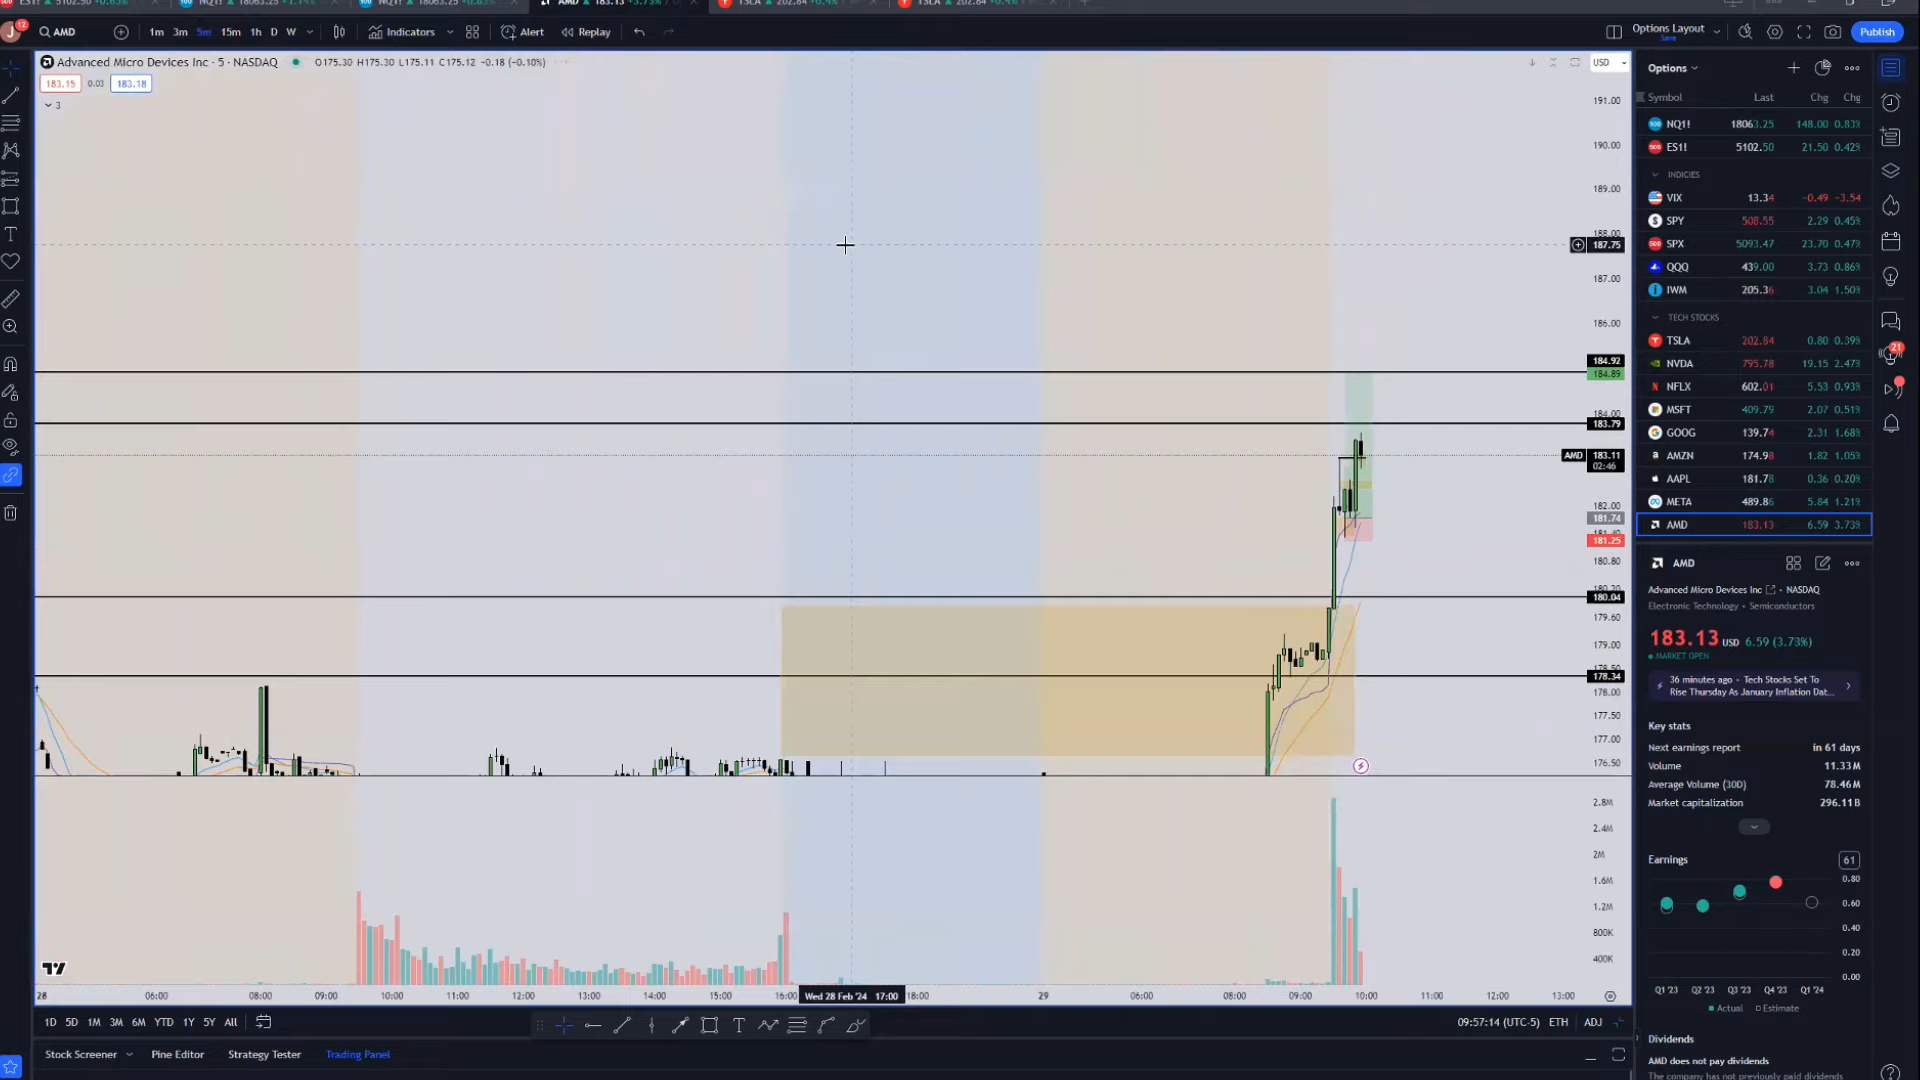 J 12 AMD 1m 3m 5m 15m 1h D W Indicators Alert Replay Options Layout Save Publish
Advanced Micro Devices Inc · 5 · NASDAQ O175.30 H175.30 L175.11 C175.12 −0.18 (−0.10%)
183.15 0.03 183.18
3
USD
191.00
190.00
189.00
188.00
187.75
187.00
186.00
184.92
184.89
184.00
183.79
AMD 183.11
02:46
182.00
181.74
181.25
180.80
180.04
179.60
179.00
178.34
178.00
177.50
177.00
176.50
2.8M
2.4M
2M
1.6M
1.2M
800K
400K
28 06:00 08:00 09:00 10:00 11:00 12:00 13:00 14:00 15:00 16:00 Wed 28 Feb '24 17:00 18:00 29 06:00 08:00 09:00 10:00 11:00 12:00 13:00
1D 5D 1M 3M 6M YTD 1Y 5Y All 09:57:14 (UTC-5) ETH ADJ
Stock Screener Pine Editor Strategy Tester Trading Panel
Options
Symbol Last Chg Chg
NQ1! 18063.25 148.00 0.83%
ES1! 5102.50 21.50 0.42%
INDICIES
VIX 13.34 −0.49 −3.54
SPY 508.55 2.29 0.45%
SPX 5093.47 23.70 0.47%
QQQ 439.00 3.73 0.86%
IWM 205.36 3.04 1.50%
TECH STOCKS
TSLA 202.84 0.80 0.39%
NVDA 795.78 19.15 2.47%
NFLX 602.01 5.53 0.93%
MSFT 409.79 2.07 0.51%
GOOG 139.74 2.31 1.68%
AMZN 174.98 1.82 1.05%
AAPL 181.78 0.36 0.20%
META 489.86 5.84 1.21%
AMD 183.13 6.59 3.73%
AMD
Advanced Micro Devices Inc · NASDAQ
Electronic Technology · Semiconductors
183.13 USD 6.59 (3.73%)
MARKET OPEN
36 minutes ago · Tech Stocks Set To
Rise Thursday As January Inflation Dat...
Key stats
Next earnings report in 61 days
Volume 11.33M
Average Volume (30D) 78.46M
Market capitalization 296.11B
Earnings 61
0.80
0.60
0.40
0.20
0.00
Q1 '23 Q2 '23 Q3 '23 Q4 '23 Q1 '24
Actual Estimate
Dividends
AMD does not pay dividends
The company has not previously paid dividends
21